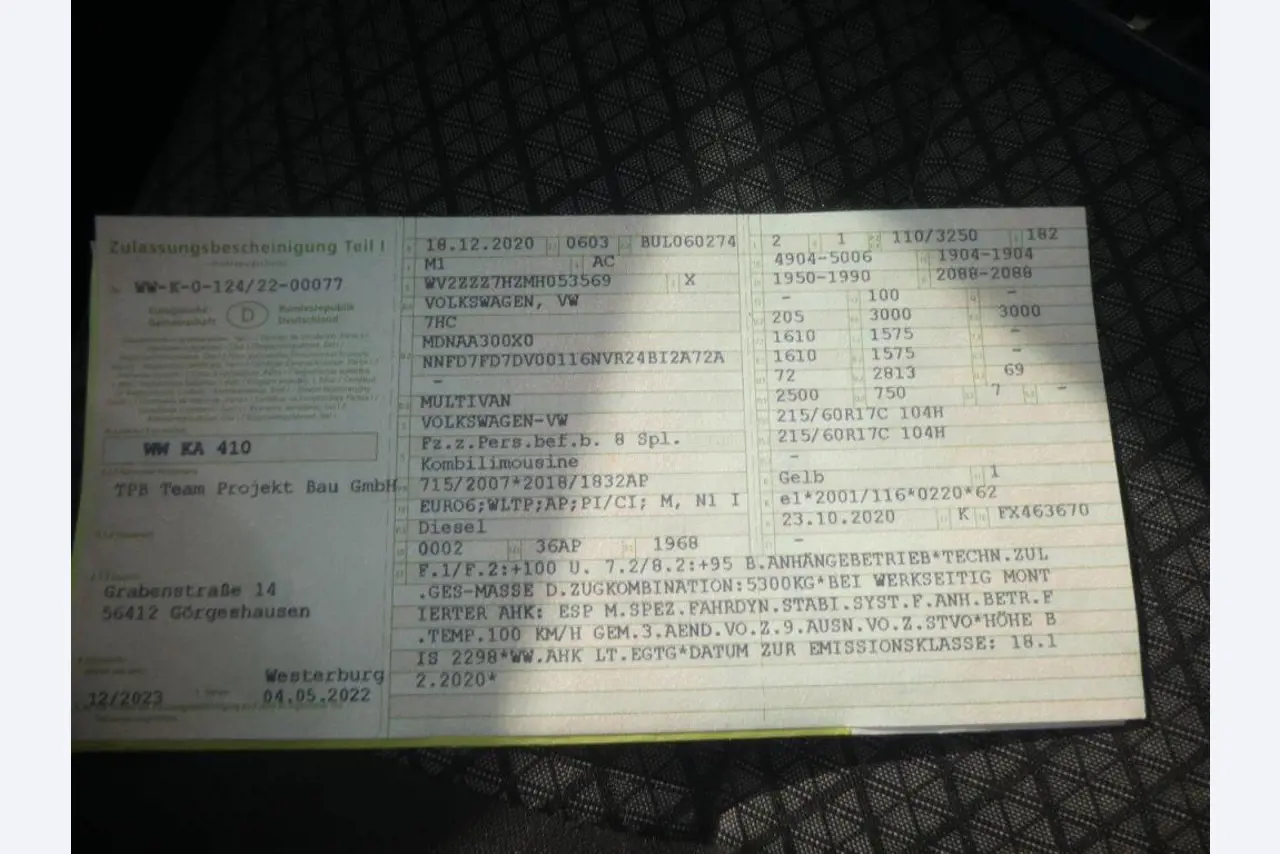 Zulassungsbescheinigung Teil I
WW-K-0-124/22-00077
Europäische Gemeinschaft
D
Bundesrepublik Deutschland
WW KA 410
TPB Team Projekt Bau GmbH
Grabenstraße 14
56412 Görgeshausen
Westerburg
12/2023
04.05.2022
18.12.2020 0603 BUL060274
M1 AC
WV2ZZZ7HZMH053569 X
VOLKSWAGEN, VW
7HC
MDNAA300X0
NNFD7FD7DV00116NVR24BI2A72A
–
MULTIVAN
VOLKSWAGEN-VW
Fz.z.Pers.bef.b. 8 Spl.
Kombilimousine
715/2007*2018/1832AP
EURO6;WLTP;AP;PI/CI; M, N1 I
Diesel
0002 36AP 1968
2 1 110/3250 182
4904-5006 1904-1904
1950-1990 2088-2088
– 100 –
205 3000 3000
1610 1575 –
1610 1575 –
72 2813 69
2500 750 7 –
215/60R17C 104H
215/60R17C 104H
–
Gelb 1
e1*2001/116*0220*62
23.10.2020 K FX463670
–
F.1/F.2:+100 U. 7.2/8.2:+95 B.ANHÄNGEBETRIEB*TECHN.ZUL
.GES-MASSE D.ZUGKOMBINATION:5300KG*BEI WERKSEITIG MONT
IERTER AHK: ESP M.SPEZ.FAHRDYN.STABI.SYST.F.ANH.BETR.F
.TEMP.100 KM/H GEM.3.AEND.VO.Z.9.AUSN.VO.Z.STVO*HÖHE B
IS 2298*WW.AHK LT.EGTG*DATUM ZUR EMISSIONSKLASSE: 18.1
2.2020*